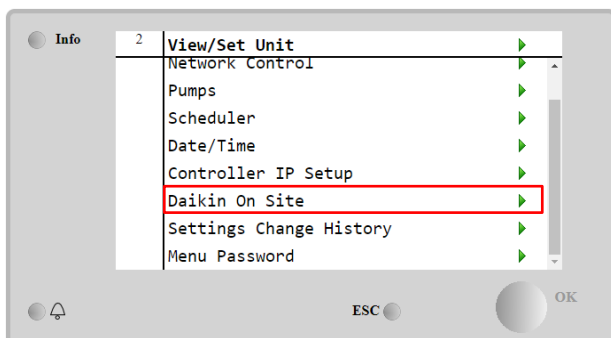 Info
2 View/Set Unit
Network Control
Pumps
Scheduler
Date/Time
Controller IP Setup
Daikin On Site
Settings Change History
Menu Password
ESC
OK